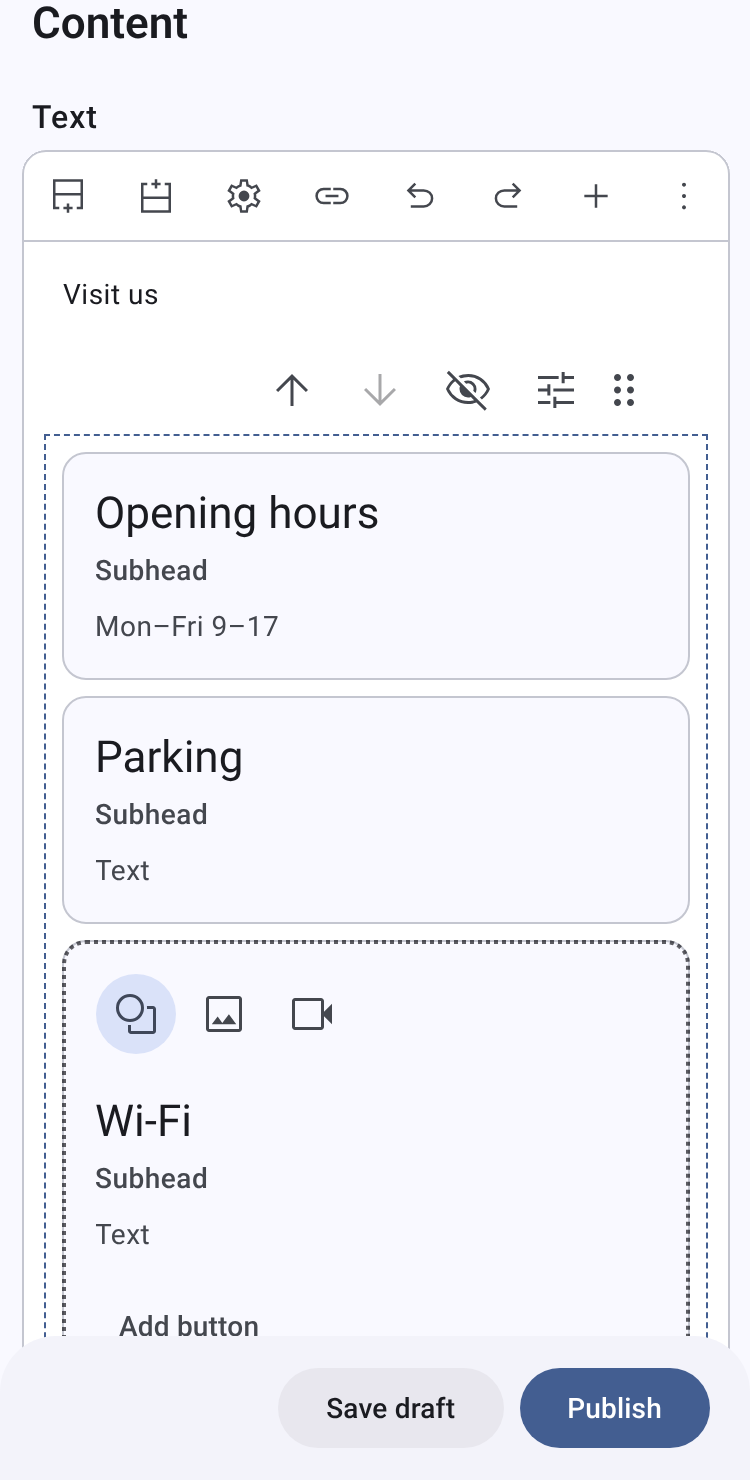 Content
Text
Visit us
Opening hours
Subhead
Mon–Fri 9–17
Parking
Subhead
Text
Wi-Fi
Subhead
Text
Add button
Save draft
Publish